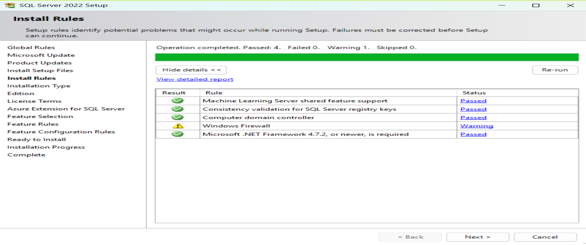 SQL Server 2022 Setup
Install Rules
Setup rules identify potential problems that might occur while running Setup. Failures must be corrected before Setup
can continue.
Global Rules
Microsoft Update
Product Updates
Install Setup Files
Install Rules
Installation Type
Edition
License Terms
Azure Extension for SQL Server
Feature Selection
Feature Rules
Feature Configuration Rules
Ready to Install
Installation Progress
Complete
Operation completed. Passed: 4. Failed 0. Warning 1. Skipped 0.
Hide details <<
Re-run
View detailed report
Result Rule Status
Machine Learning Server shared feature support Passed
Consistency validation for SQL Server registry keys Passed
Computer domain controller Passed
Windows Firewall Warning
Microsoft .NET Framework 4.7.2, or newer, is required Passed
< Back Next > Cancel